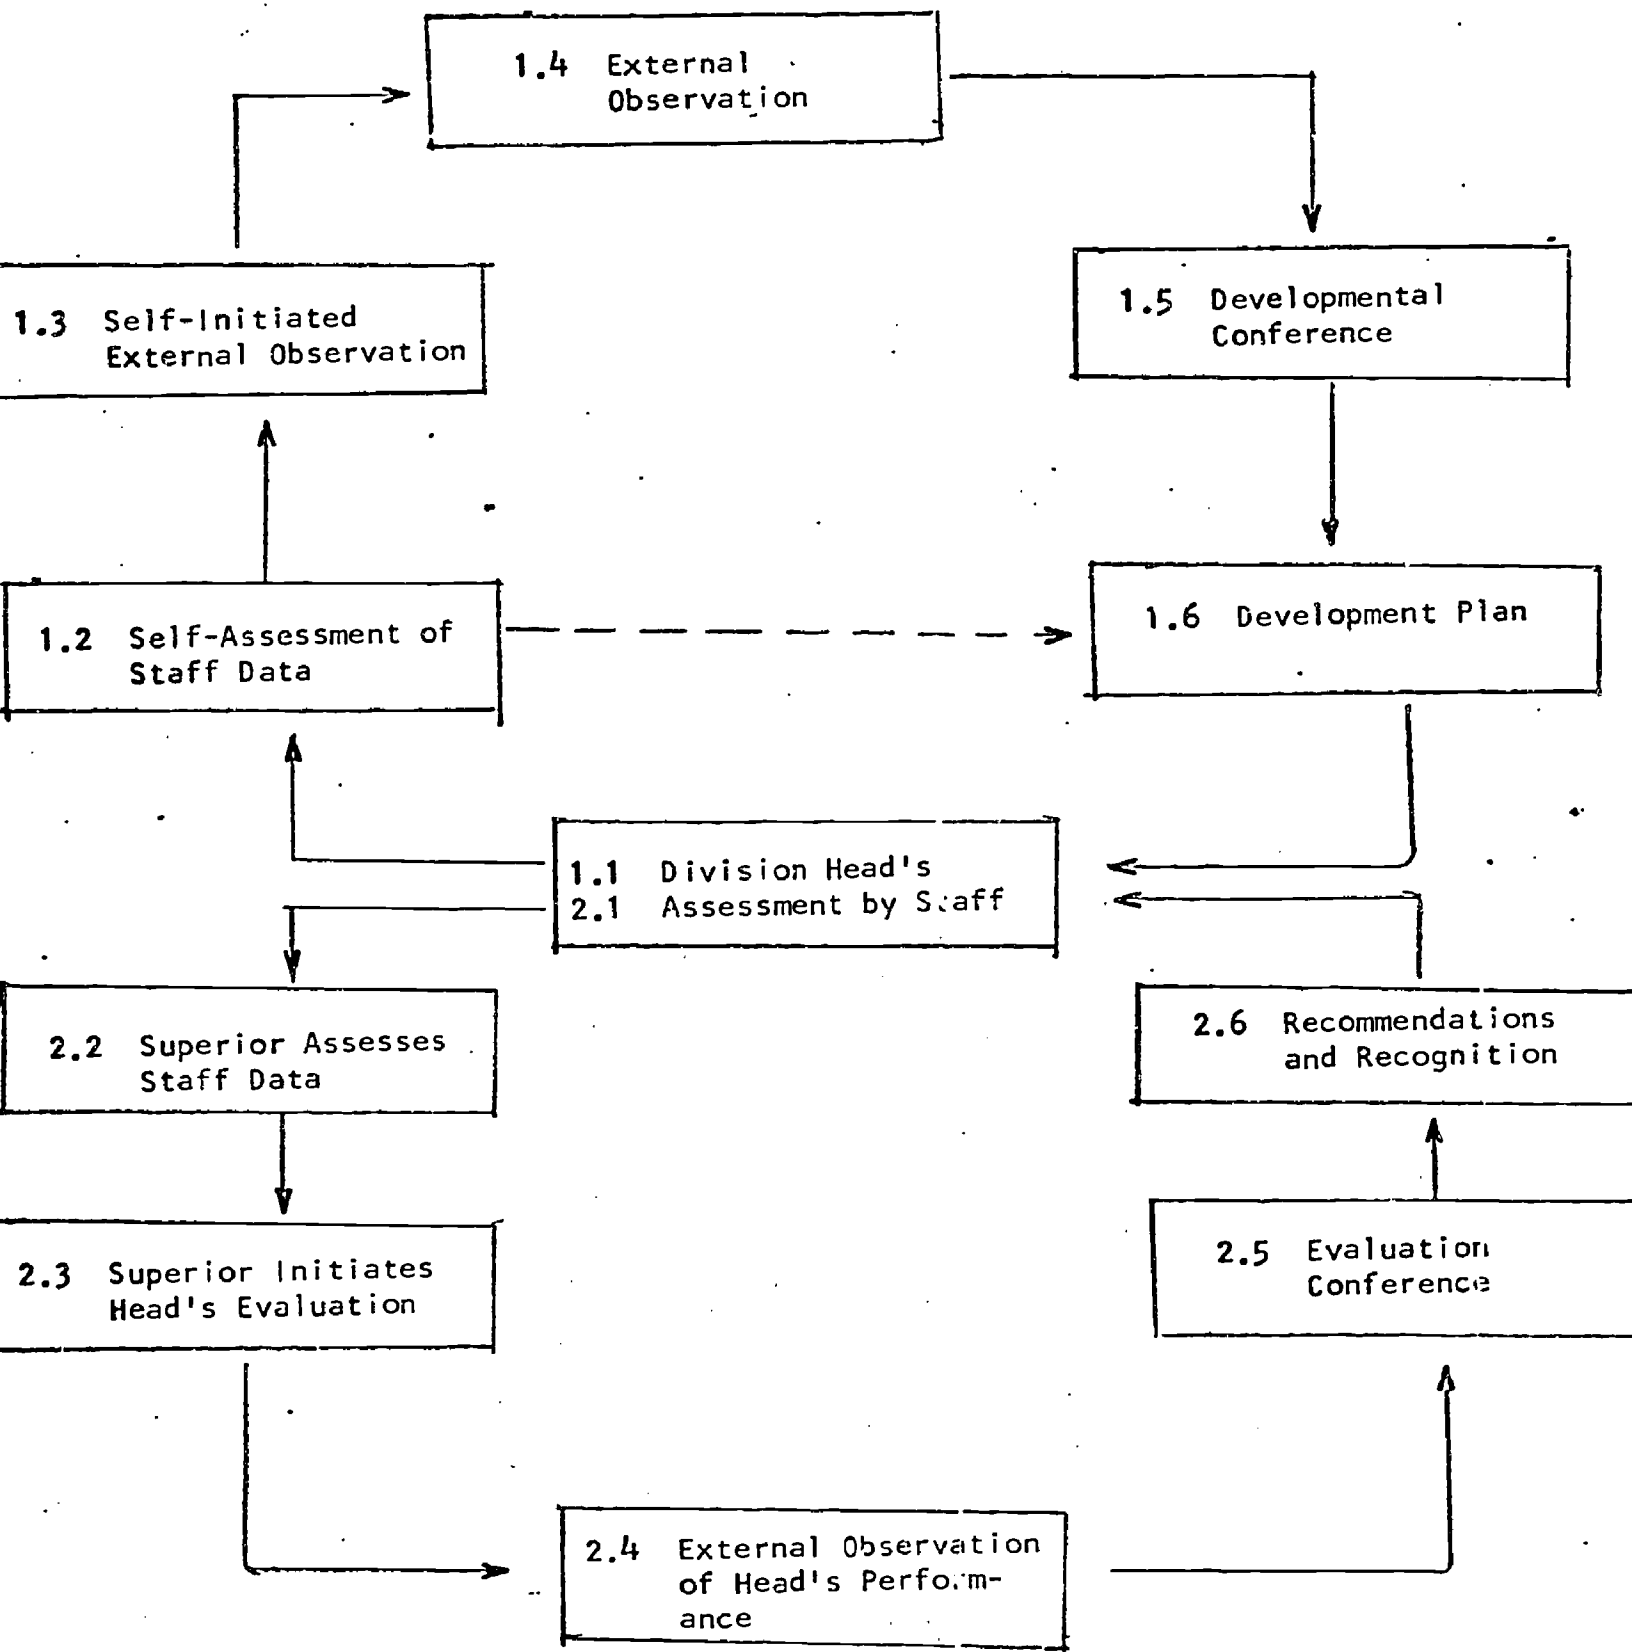 1.4 External
Observation
1.3 Self-Initiated
External Observation
1.5 Developmental
Conference
1.2 Self-Assessment of
Staff Data
1.6 Development Plan
1.1 Division Head's
2.1 Assessment by Staff
2.2 Superior Assesses
Staff Data
2.6 Recommendations
and Recognition
2.3 Superior Initiates
Head's Evaluation
2.5 Evaluation
Conference
2.4 External Observation
of Head's Perform-
ance